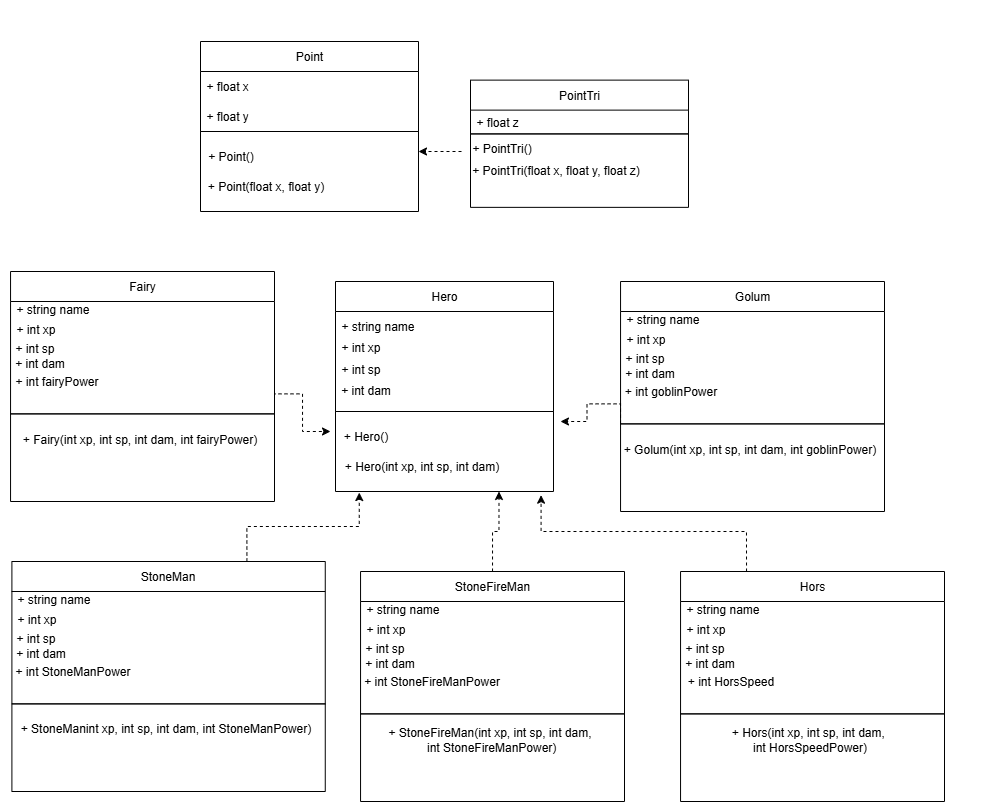 Point
+ float x
+ float y
+ Point()
+ Point(float x, float y)
PointTri
+ float z
+ PointTri()
+ PointTri(float x, float y, float z)
Fairy
+ string name
+ int xp
+ int sp
+ int dam
+ int fairyPower
+ Fairy(int xp, int sp, int dam, int fairyPower)
Hero
+ string name
+ int xp
+ int sp
+ int dam
+ Hero()
+ Hero(int xp, int sp, int dam)
Golum
+ string name
+ int xp
+ int sp
+ int dam
+ int goblinPower
+ Golum(int xp, int sp, int dam, int goblinPower)
StoneMan
+ string name
+ int xp
+ int sp
+ int dam
+ int StoneManPower
+ StoneManint xp, int sp, int dam, int StoneManPower)
StoneFireMan
+ string name
+ int xp
+ int sp
+ int dam
+ int StoneFireManPower
+ StoneFireMan(int xp, int sp, int dam,
int StoneFireManPower)
Hors
+ string name
+ int xp
+ int sp
+ int dam
+ int HorsSpeed
+ Hors(int xp, int sp, int dam,
int HorsSpeedPower)